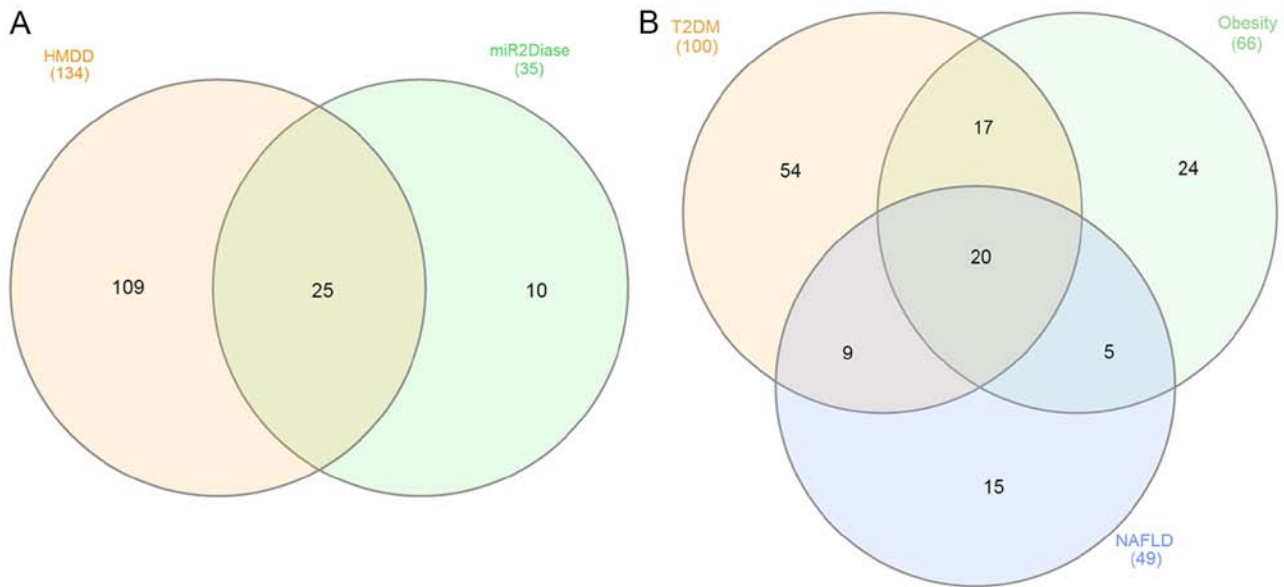 A
HMDD
(134)
miR2Diase
(35)
109
25
10
B
T2DM
(100)
Obesity
(66)
17
54
24
20
9
5
15
NAFLD
(49)